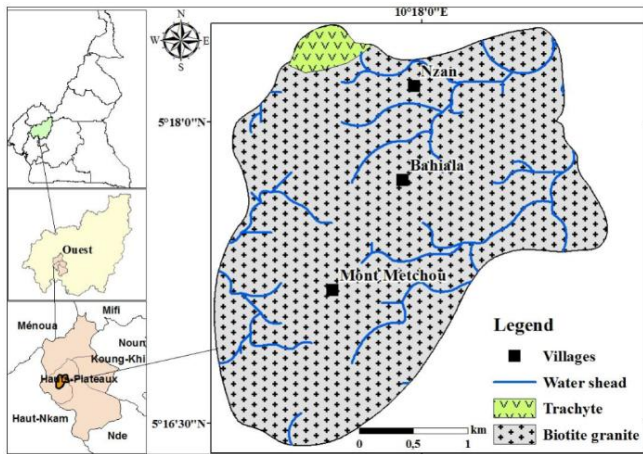 10°18'0"E
N
W
E
S
Nzan
5°18'0"N
Bahiala
Ouest
Mont Metchou
Mifi
Ménoua
Noun
Koung-Khi
Hauts-Plateaux
Haut-Nkam
Nde
5°16'30"N
Legend
Villages
Water shead
Trachyte
Biotite granite
0 0,5 1
km